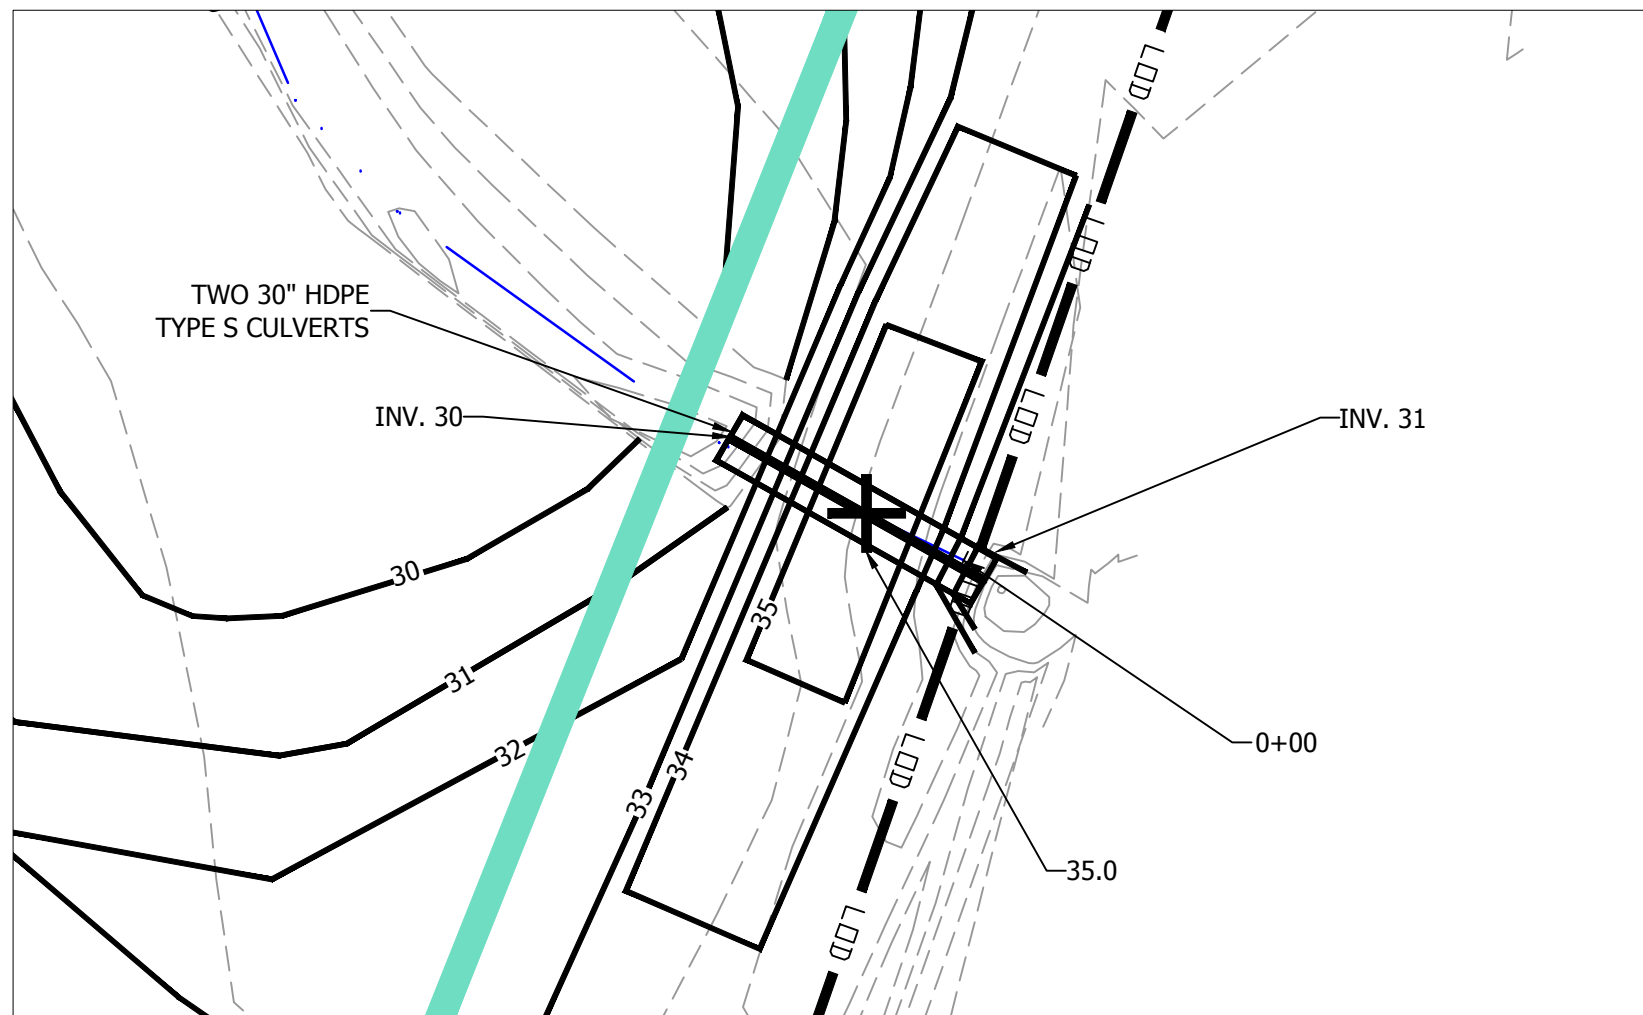 LOD
LOD
TWO 30" HDPE
TYPE S CULVERTS
INV. 30
LOD
INV. 31
30
35
31
0+00
32
34
LOD
33
35.0
LOD